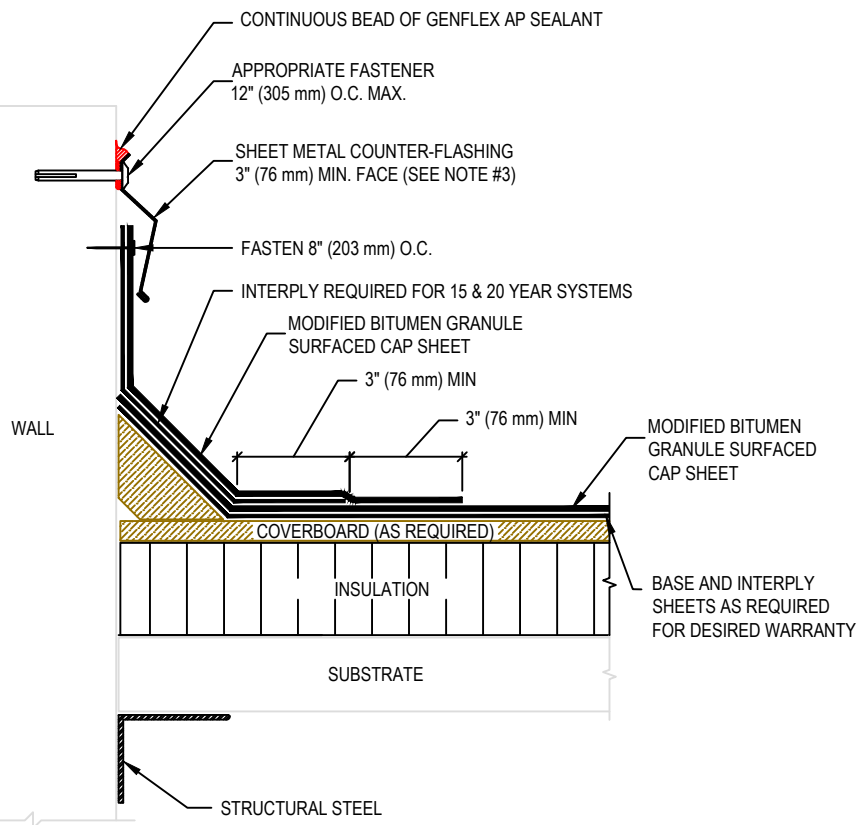 CONTINUOUS BEAD OF GENFLEX AP SEALANT
APPROPRIATE FASTENER
12" (305 mm) O.C. MAX.
SHEET METAL COUNTER-FLASHING
3" (76 mm) MIN. FACE (SEE NOTE #3)
FASTEN 8" (203 mm) O.C.
INTERPLY REQUIRED FOR 15 & 20 YEAR SYSTEMS
MODIFIED BITUMEN GRANULE
SURFACED CAP SHEET
3" (76 mm) MIN
3" (76 mm) MIN
WALL
MODIFIED BITUMEN
GRANULE SURFACED
CAP SHEET
COVERBOARD (AS REQUIRED)
INSULATION
BASE AND INTERPLY
SHEETS AS REQUIRED
FOR DESIRED WARRANTY
SUBSTRATE
STRUCTURAL STEEL